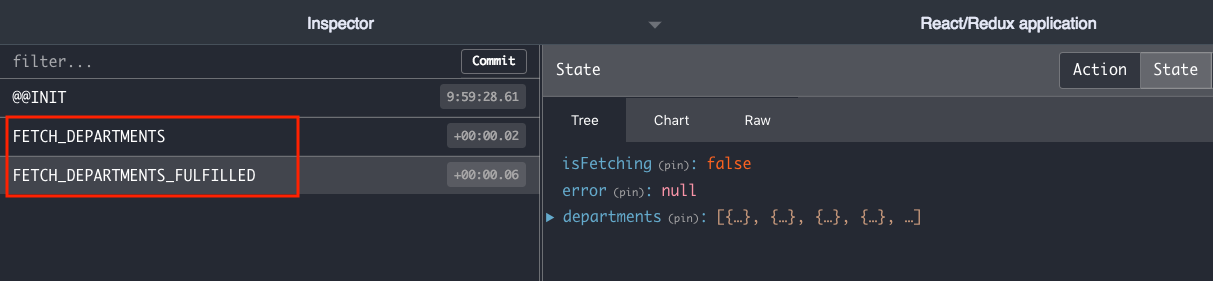 Inspector
React/Redux application
filter...
Commit
@@INIT
9:59:28.61
FETCH_DEPARTMENTS
+00:00.02
FETCH_DEPARTMENTS_FULFILLED
+00:00.06
State
Action
State
Tree
Chart
Raw
isFetching (pin): false
error (pin): null
departments (pin): [{…}, {…}, {…}, {…}, …]